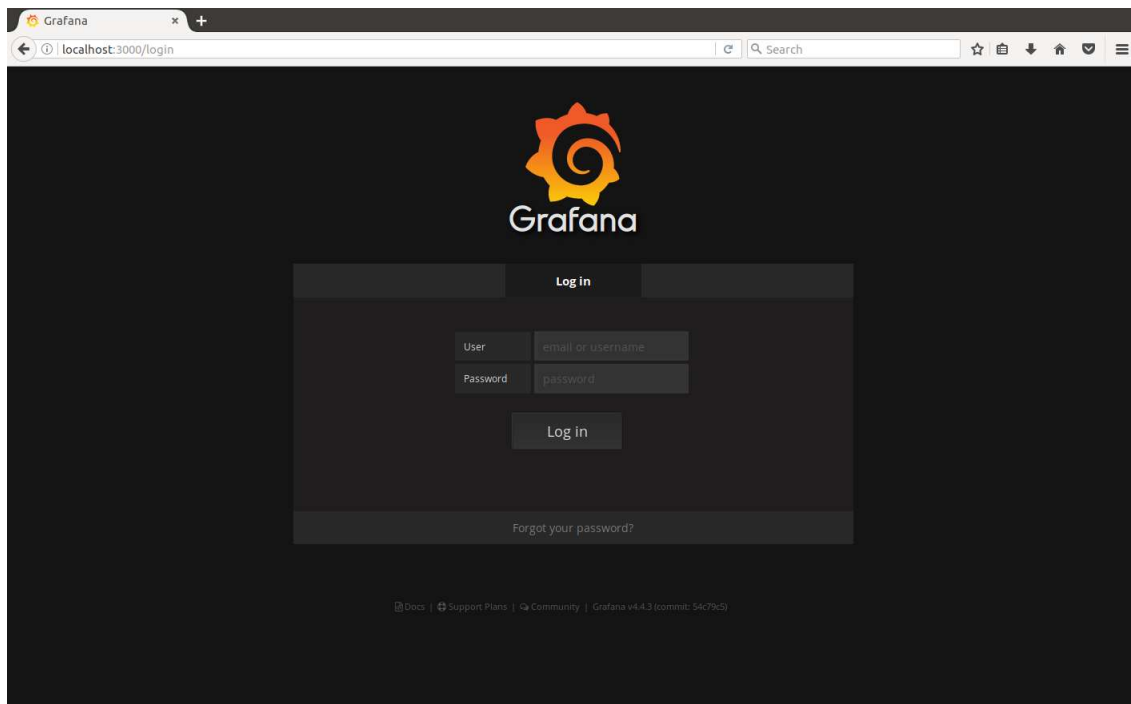 Grafana
localhost:3000/login
Search
Grafana
Log in
User
email or username
Password
password
Log in
Forgot your password?
Docs | Support Plans | Community | Grafana v4.4.3 (commit: 54c79c5)